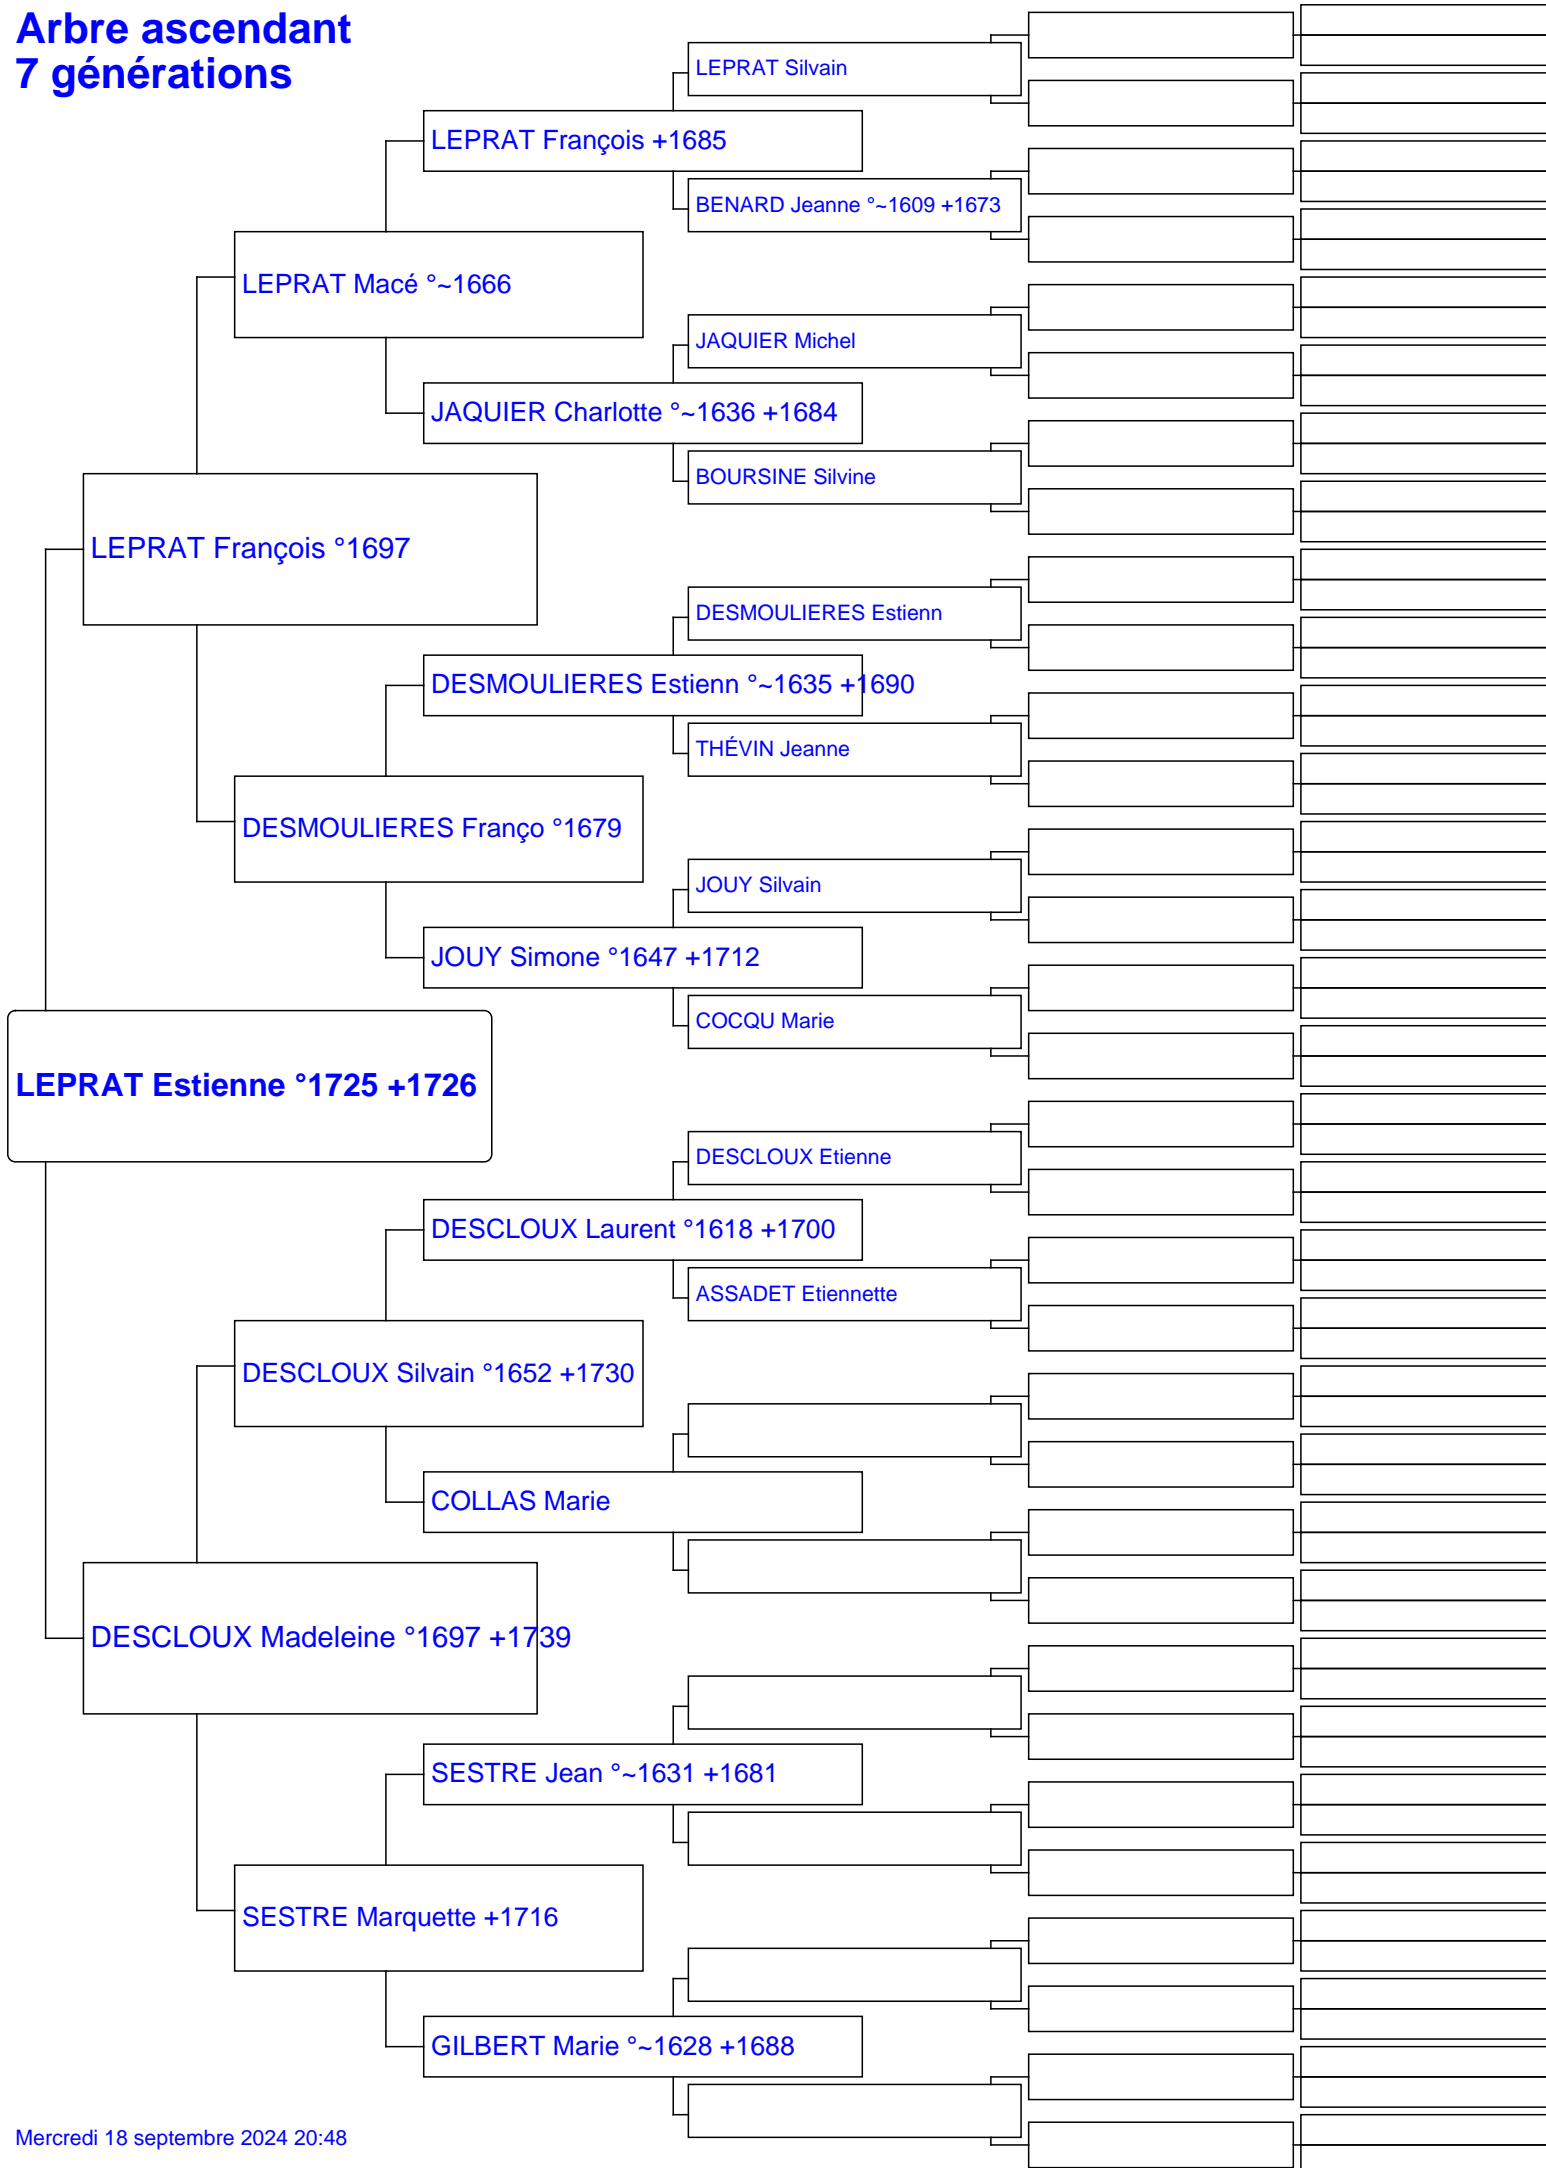 Arbre ascendant
7 générations
LEPRAT Silvain
LEPRAT François +1685
BENARD Jeanne °~1609 +1673
LEPRAT Macé °~1666
JAQUIER Michel
JAQUIER Charlotte °~1636 +1684
BOURSINE Silvine
LEPRAT François °1697
DESMOULIERES Estienn
DESMOULIERES Estienn °~1635 +1690
THÉVIN Jeanne
DESMOULIERES Franço °1679
JOUY Silvain
JOUY Simone °1647 +1712
COCQU Marie
LEPRAT Estienne °1725 +1726
DESCLOUX Etienne
DESCLOUX Laurent °1618 +1700
ASSADET Etiennette
DESCLOUX Silvain °1652 +1730
COLLAS Marie
DESCLOUX Madeleine °1697 +1739
SESTRE Jean °~1631 +1681
SESTRE Marquette +1716
GILBERT Marie °~1628 +1688
Mercredi 18 septembre 2024 20:48